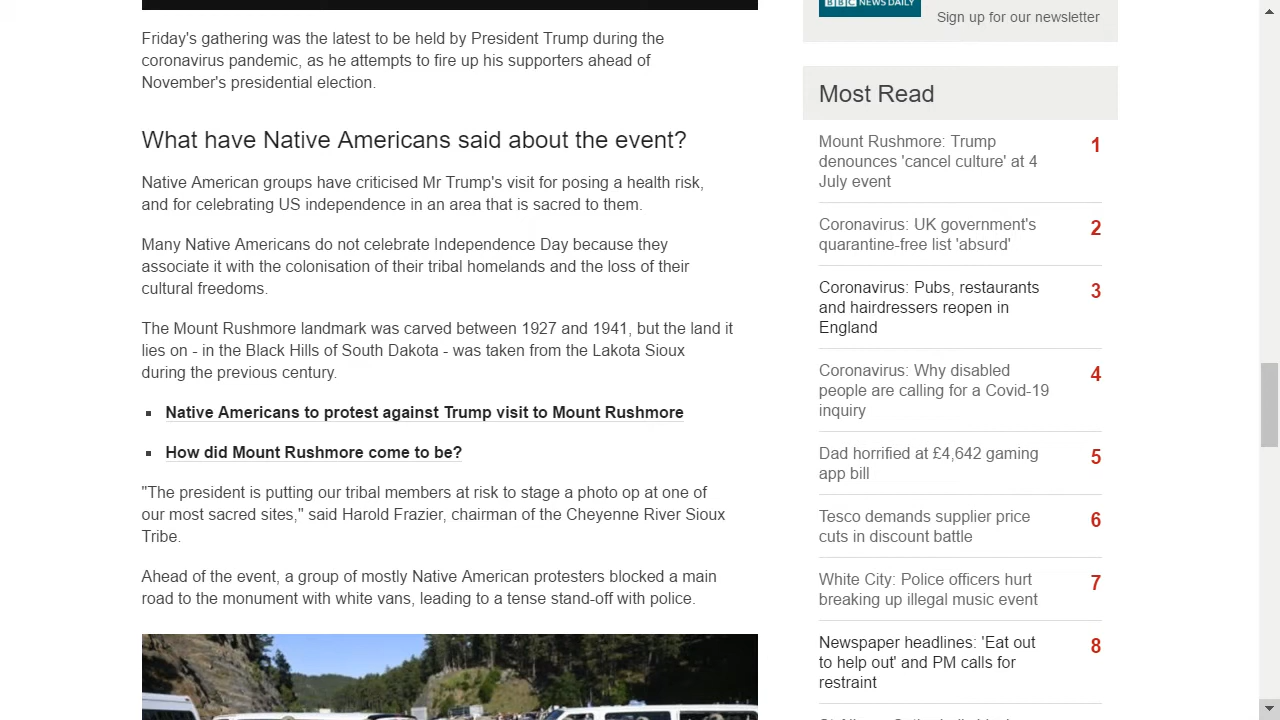 BBC NEWS DAILY
Sign up for our newsletter
Friday's gathering was the latest to be held by President Trump during the
coronavirus pandemic, as he attempts to fire up his supporters ahead of
November's presidential election.
What have Native Americans said about the event?
Native American groups have criticised Mr Trump's visit for posing a health risk,
and for celebrating US independence in an area that is sacred to them.
Many Native Americans do not celebrate Independence Day because they
associate it with the colonisation of their tribal homelands and the loss of their
cultural freedoms.
The Mount Rushmore landmark was carved between 1927 and 1941, but the land it
lies on - in the Black Hills of South Dakota - was taken from the Lakota Sioux
during the previous century.
Native Americans to protest against Trump visit to Mount Rushmore
How did Mount Rushmore come to be?
"The president is putting our tribal members at risk to stage a photo op at one of
our most sacred sites," said Harold Frazier, chairman of the Cheyenne River Sioux
Tribe.
Ahead of the event, a group of mostly Native American protesters blocked a main
road to the monument with white vans, leading to a tense stand-off with police.
Most Read
Mount Rushmore: Trump 1
denounces 'cancel culture' at 4
July event
Coronavirus: UK government's 2
quarantine-free list 'absurd'
Coronavirus: Pubs, restaurants 3
and hairdressers reopen in
England
Coronavirus: Why disabled 4
people are calling for a Covid-19
inquiry
Dad horrified at £4,642 gaming 5
app bill
Tesco demands supplier price 6
cuts in discount battle
White City: Police officers hurt 7
breaking up illegal music event
Newspaper headlines: 'Eat out 8
to help out' and PM calls for
restraint